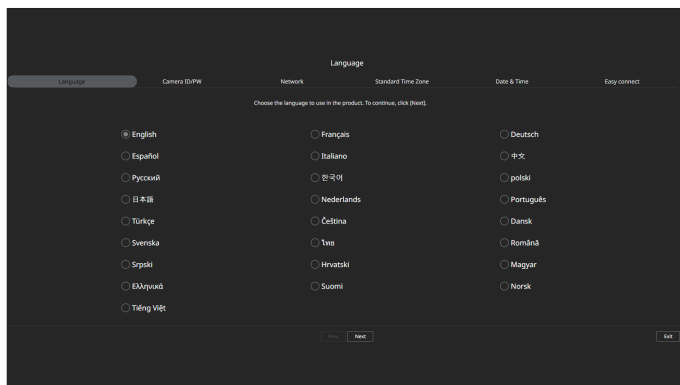 Language
Language Camera ID/PW Network Standard Time Zone Date & Time Easy connect
Choose the language to use in the product. To continue, click [Next].
English Français Deutsch
Español Italiano 中文
Русский 한국어 polski
日本語 Nederlands Português
Türkçe Čeština Dansk
Svenska ไทย Română
Srpski Hrvatski Magyar
Ελληνικά Suomi Norsk
Tiếng Việt
Prev Next Exit